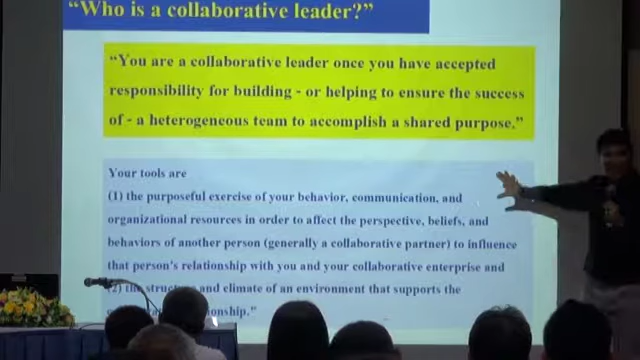 “Who is a collaborative leader?”
“You are a collaborative leader once you have accepted
responsibility for building - or helping to ensure the success
of - a heterogeneous team to accomplish a shared purpose.”
Your tools are
(1) the purposeful exercise of your behavior, communication, and
organizational resources in order to affect the perspective, beliefs, and
behaviors of another person (generally a collaborative partner) to influence
that person's relationship with you and your collaborative enterprise and
(2) the and climate of an environment that supports the